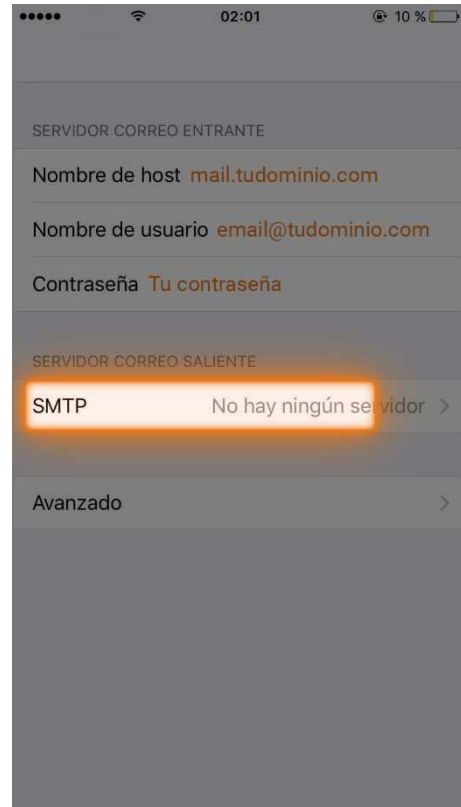 02:01 10 %
SERVIDOR CORREO ENTRANTE
Nombre de host mail.tudominio.com
Nombre de usuario email@tudominio.com
Contraseña Tu contraseña
SERVIDOR CORREO SALIENTE
SMTP No hay ningún servidor
Avanzado